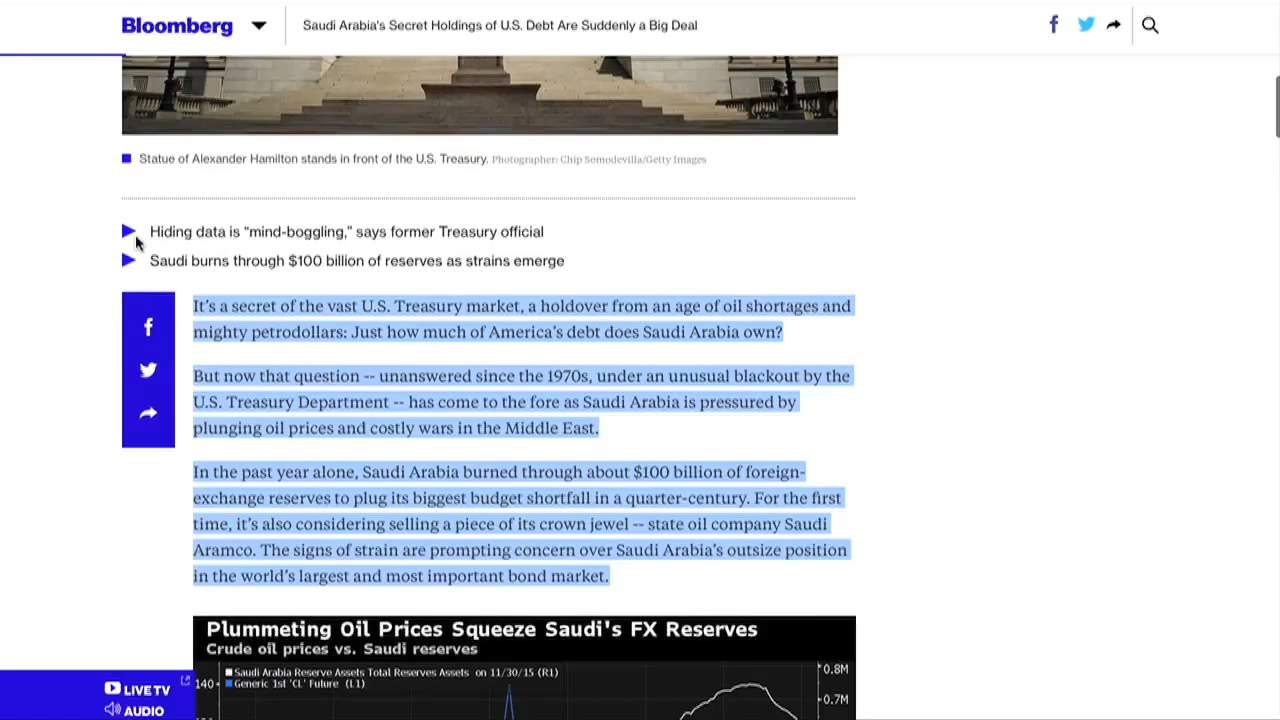 Bloomberg
Saudi Arabia's Secret Holdings of U.S. Debt Are Suddenly a Big Deal
Statue of Alexander Hamilton stands in front of the U.S. Treasury. Photographer: Chip Somodevilla/Getty Images
Hiding data is “mind-boggling,” says former Treasury official
Saudi burns through $100 billion of reserves as strains emerge
It’s a secret of the vast U.S. Treasury market, a holdover from an age of oil shortages and
mighty petrodollars: Just how much of America’s debt does Saudi Arabia own?
But now that question -- unanswered since the 1970s, under an unusual blackout by the
U.S. Treasury Department -- has come to the fore as Saudi Arabia is pressured by
plunging oil prices and costly wars in the Middle East.
In the past year alone, Saudi Arabia burned through about $100 billion of foreign-
exchange reserves to plug its biggest budget shortfall in a quarter-century. For the first
time, it’s also considering selling a piece of its crown jewel -- state oil company Saudi
Aramco. The signs of strain are prompting concern over Saudi Arabia’s outsize position
in the world’s largest and most important bond market.
Plummeting Oil Prices Squeeze Saudi's FX Reserves
Crude oil prices vs. Saudi reserves
Saudi Arabia Reserve Assets Total Reserves Assets on 11/30/15 (R1)
Generic 1st 'CL' Future (L1)
140
0.8M
0.7M
LIVE TV
AUDIO